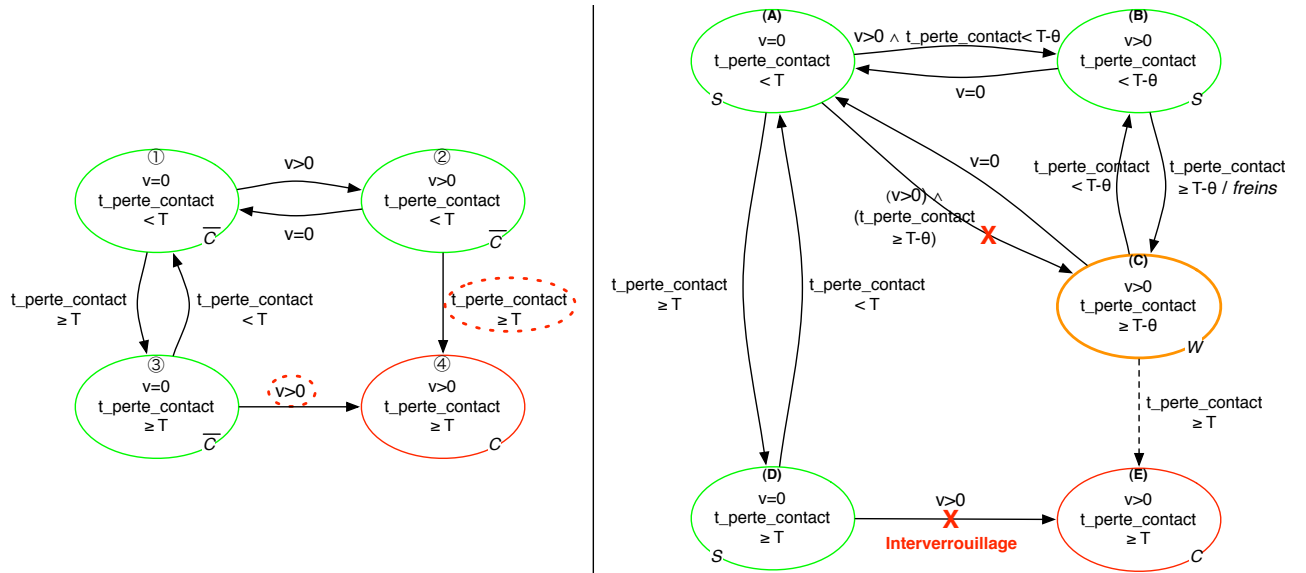 ①
v=0
t_perte_contact
< T
C
v>0
v=0
②
v>0
t_perte_contact
< T
C
t_perte_contact
≥ T
t_perte_contact
< T
t_perte_contact
≥ T
③
v=0
t_perte_contact
≥ T
C
v>0
④
v>0
t_perte_contact
≥ T
C
(A)
v=0
t_perte_contact
< T
S
v>0 ∧ t_perte_contact< T-θ
v=0
(B)
v>0
t_perte_contact
< T-θ
S
v=0
(v>0) ∧
(t_perte_contact
≥ T-θ)
X
t_perte_contact
< T-θ
t_perte_contact
≥ T-θ / freins
t_perte_contact
≥ T
t_perte_contact
< T
(C)
v>0
t_perte_contact
≥ T-θ
W
t_perte_contact
≥ T
(D)
v=0
t_perte_contact
≥ T
S
v>0
X
Interverrouillage
(E)
v>0
t_perte_contact
≥ T
C